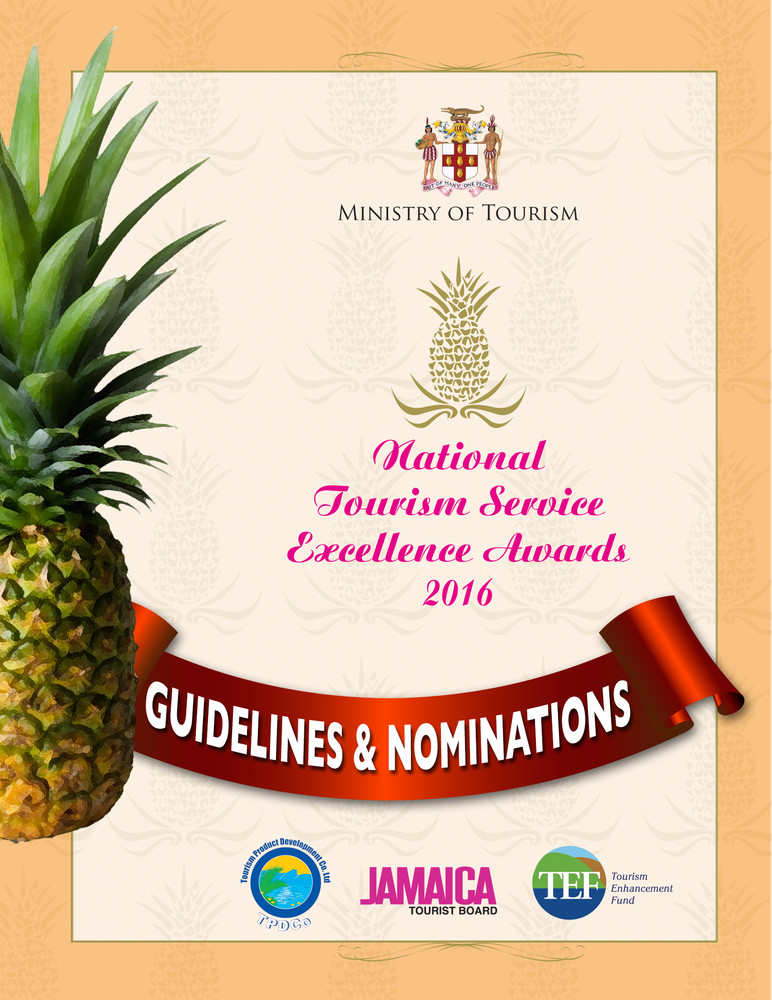 OUT OF MANY, ONE PEOPLE
MINISTRY OF TOURISM
National
Tourism Service
Excellence Awards
2016
GUIDELINES & NOMINATIONS
Tourism Product Development Co. Ltd
TPDCo
JAMAICA
TOURIST BOARD
TEF
Tourism
Enhancement
Fund